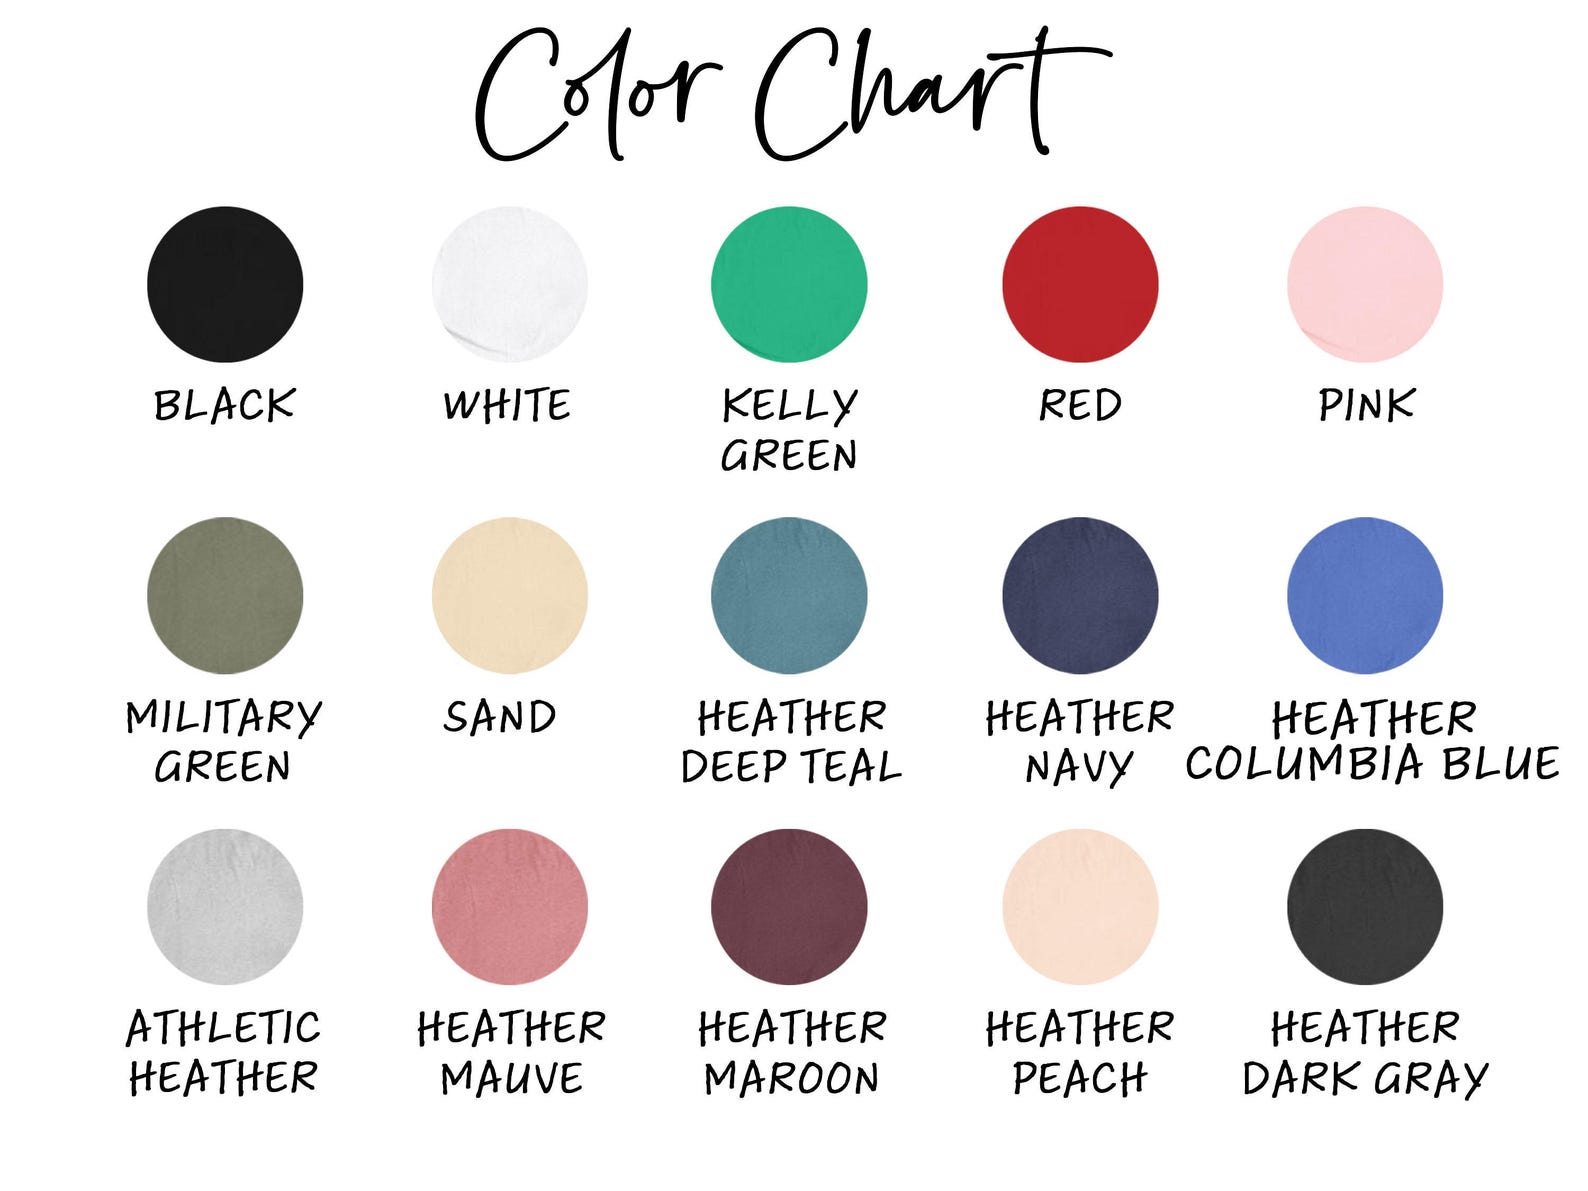 Color Chart
BLACK
WHITE
KELLY
GREEN
RED
PINK
MILITARY
GREEN
SAND
HEATHER
DEEP TEAL
HEATHER
NAVY
HEATHER
COLUMBIA BLUE
ATHLETIC
HEATHER
HEATHER
MAUVE
HEATHER
MAROON
HEATHER
PEACH
HEATHER
DARK GRAY